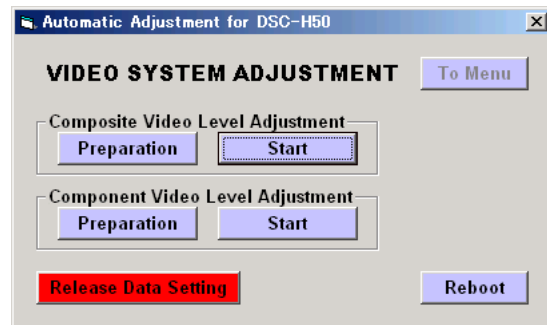 Automatic Adjustment for DSC-H50
VIDEO SYSTEM ADJUSTMENT
To Menu
Composite Video Level Adjustment
Preparation Start
Component Video Level Adjustment
Preparation Start
Release Data Setting Reboot